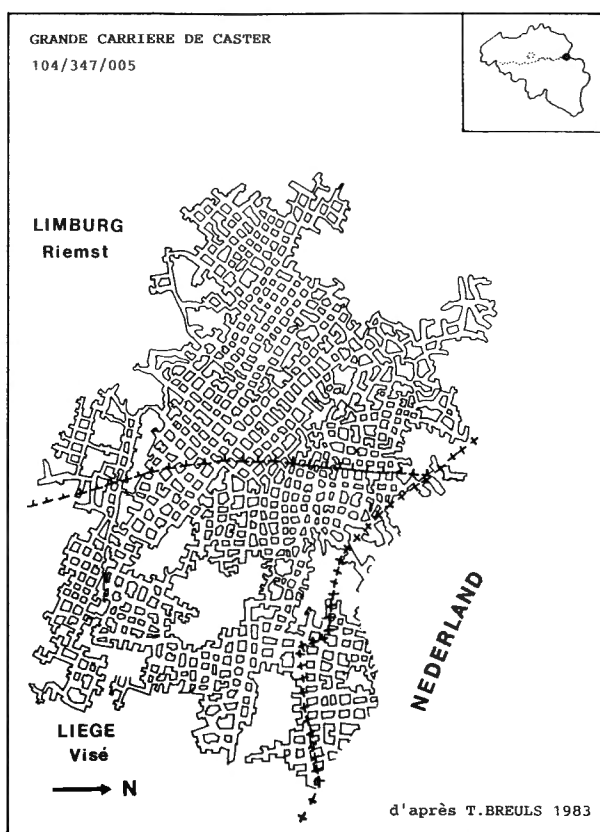 GRANDE CARRIERE DE CASTER
104/347/005
LIMBURG
Riemst
NEDERLAND
LIEGE
Visé
N
d'après T.BREULS 1983